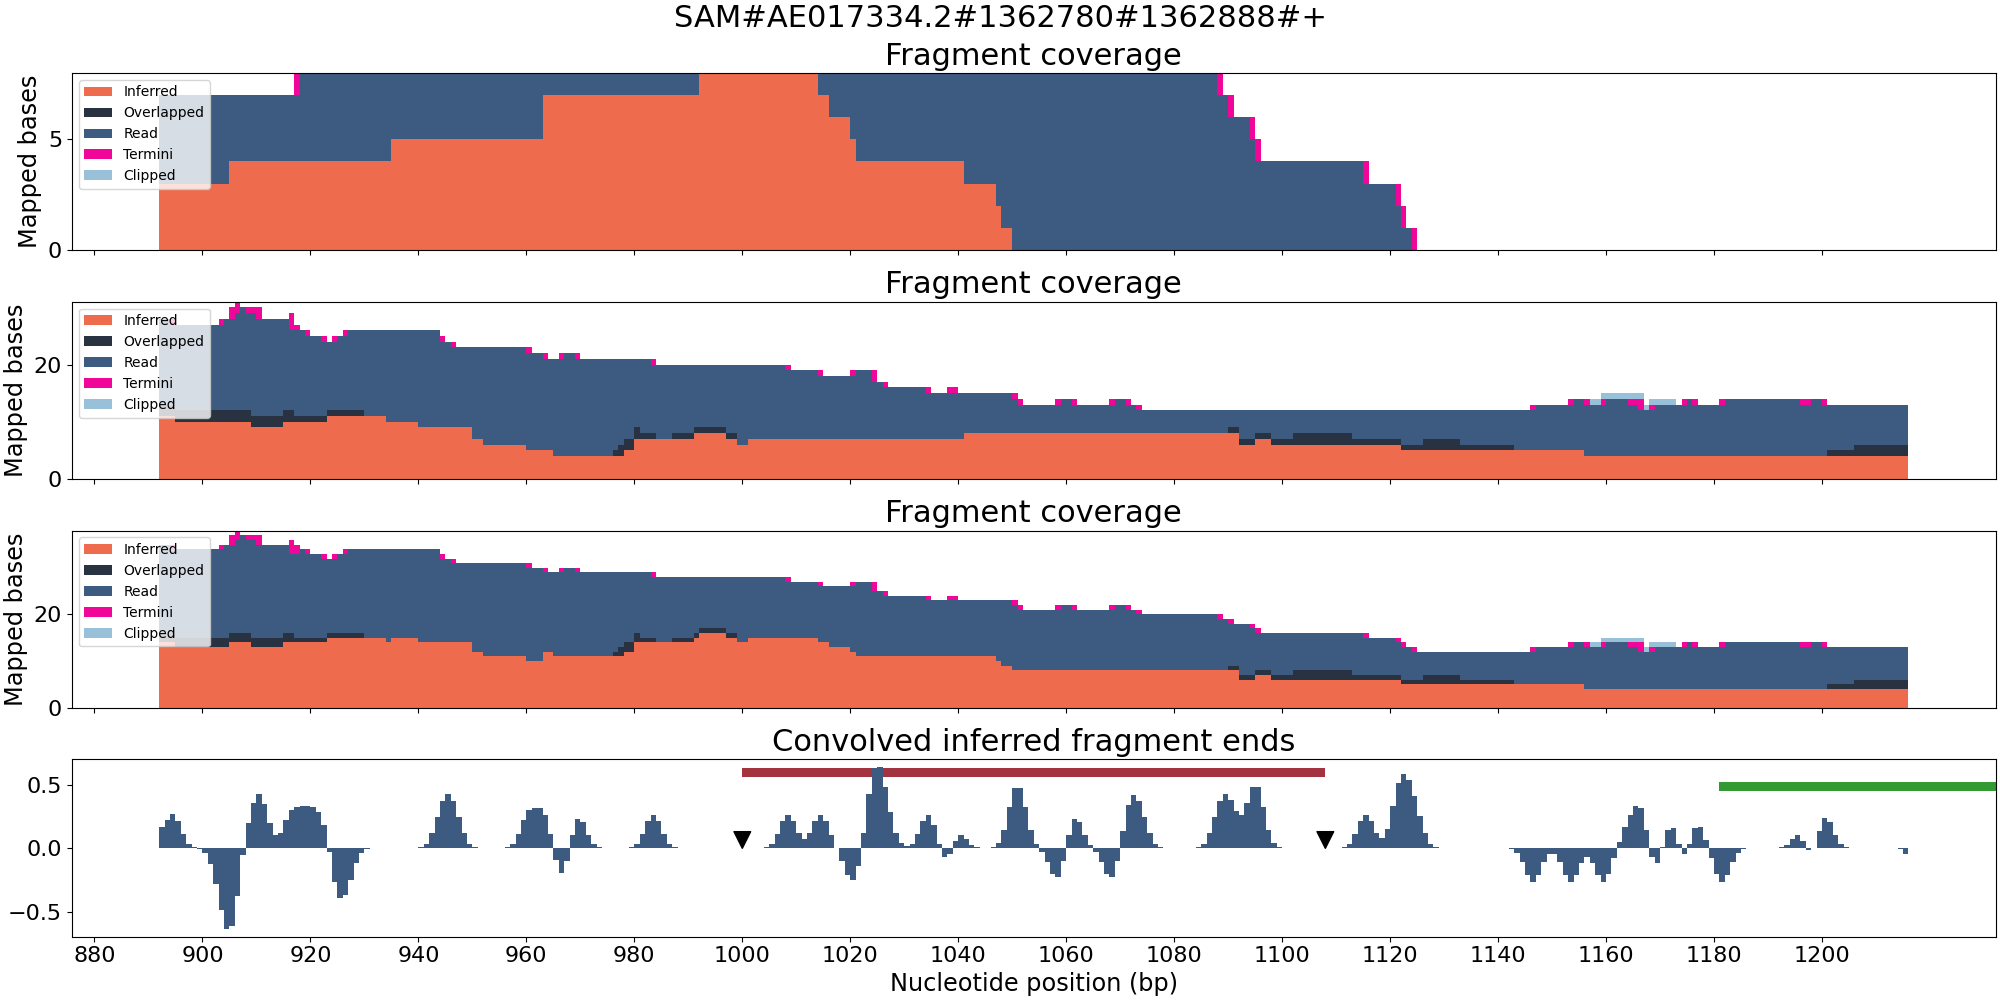 SAM#AE017334.2#1362780#1362888#+
Fragment coverage
Mapped bases
5
0
Inferred
Overlapped
Read
Termini
Clipped
Fragment coverage
Mapped bases
20
0
Inferred
Overlapped
Read
Termini
Clipped
Fragment coverage
Mapped bases
20
0
Inferred
Overlapped
Read
Termini
Clipped
Convolved inferred fragment ends
0.5
0.0
−0.5
880 900 920 940 960 980 1000 1020 1040 1060 1080 1100 1120 1140 1160 1180 1200
Nucleotide position (bp)